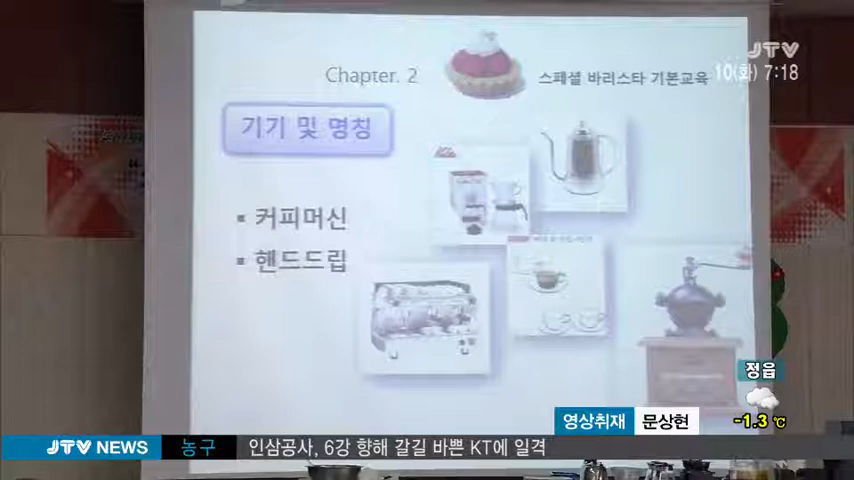 JTV
10(화) 7:18
Chapter. 2
스페셜 바리스타 기본교육
기기 및 명칭
▪ 커피머신
▪ 핸드드립
정읍
-1.3℃
영상취재 문상현
JTV NEWS 농구 인삼공사, 6강 향해 갈길 바쁜 KT에 일격